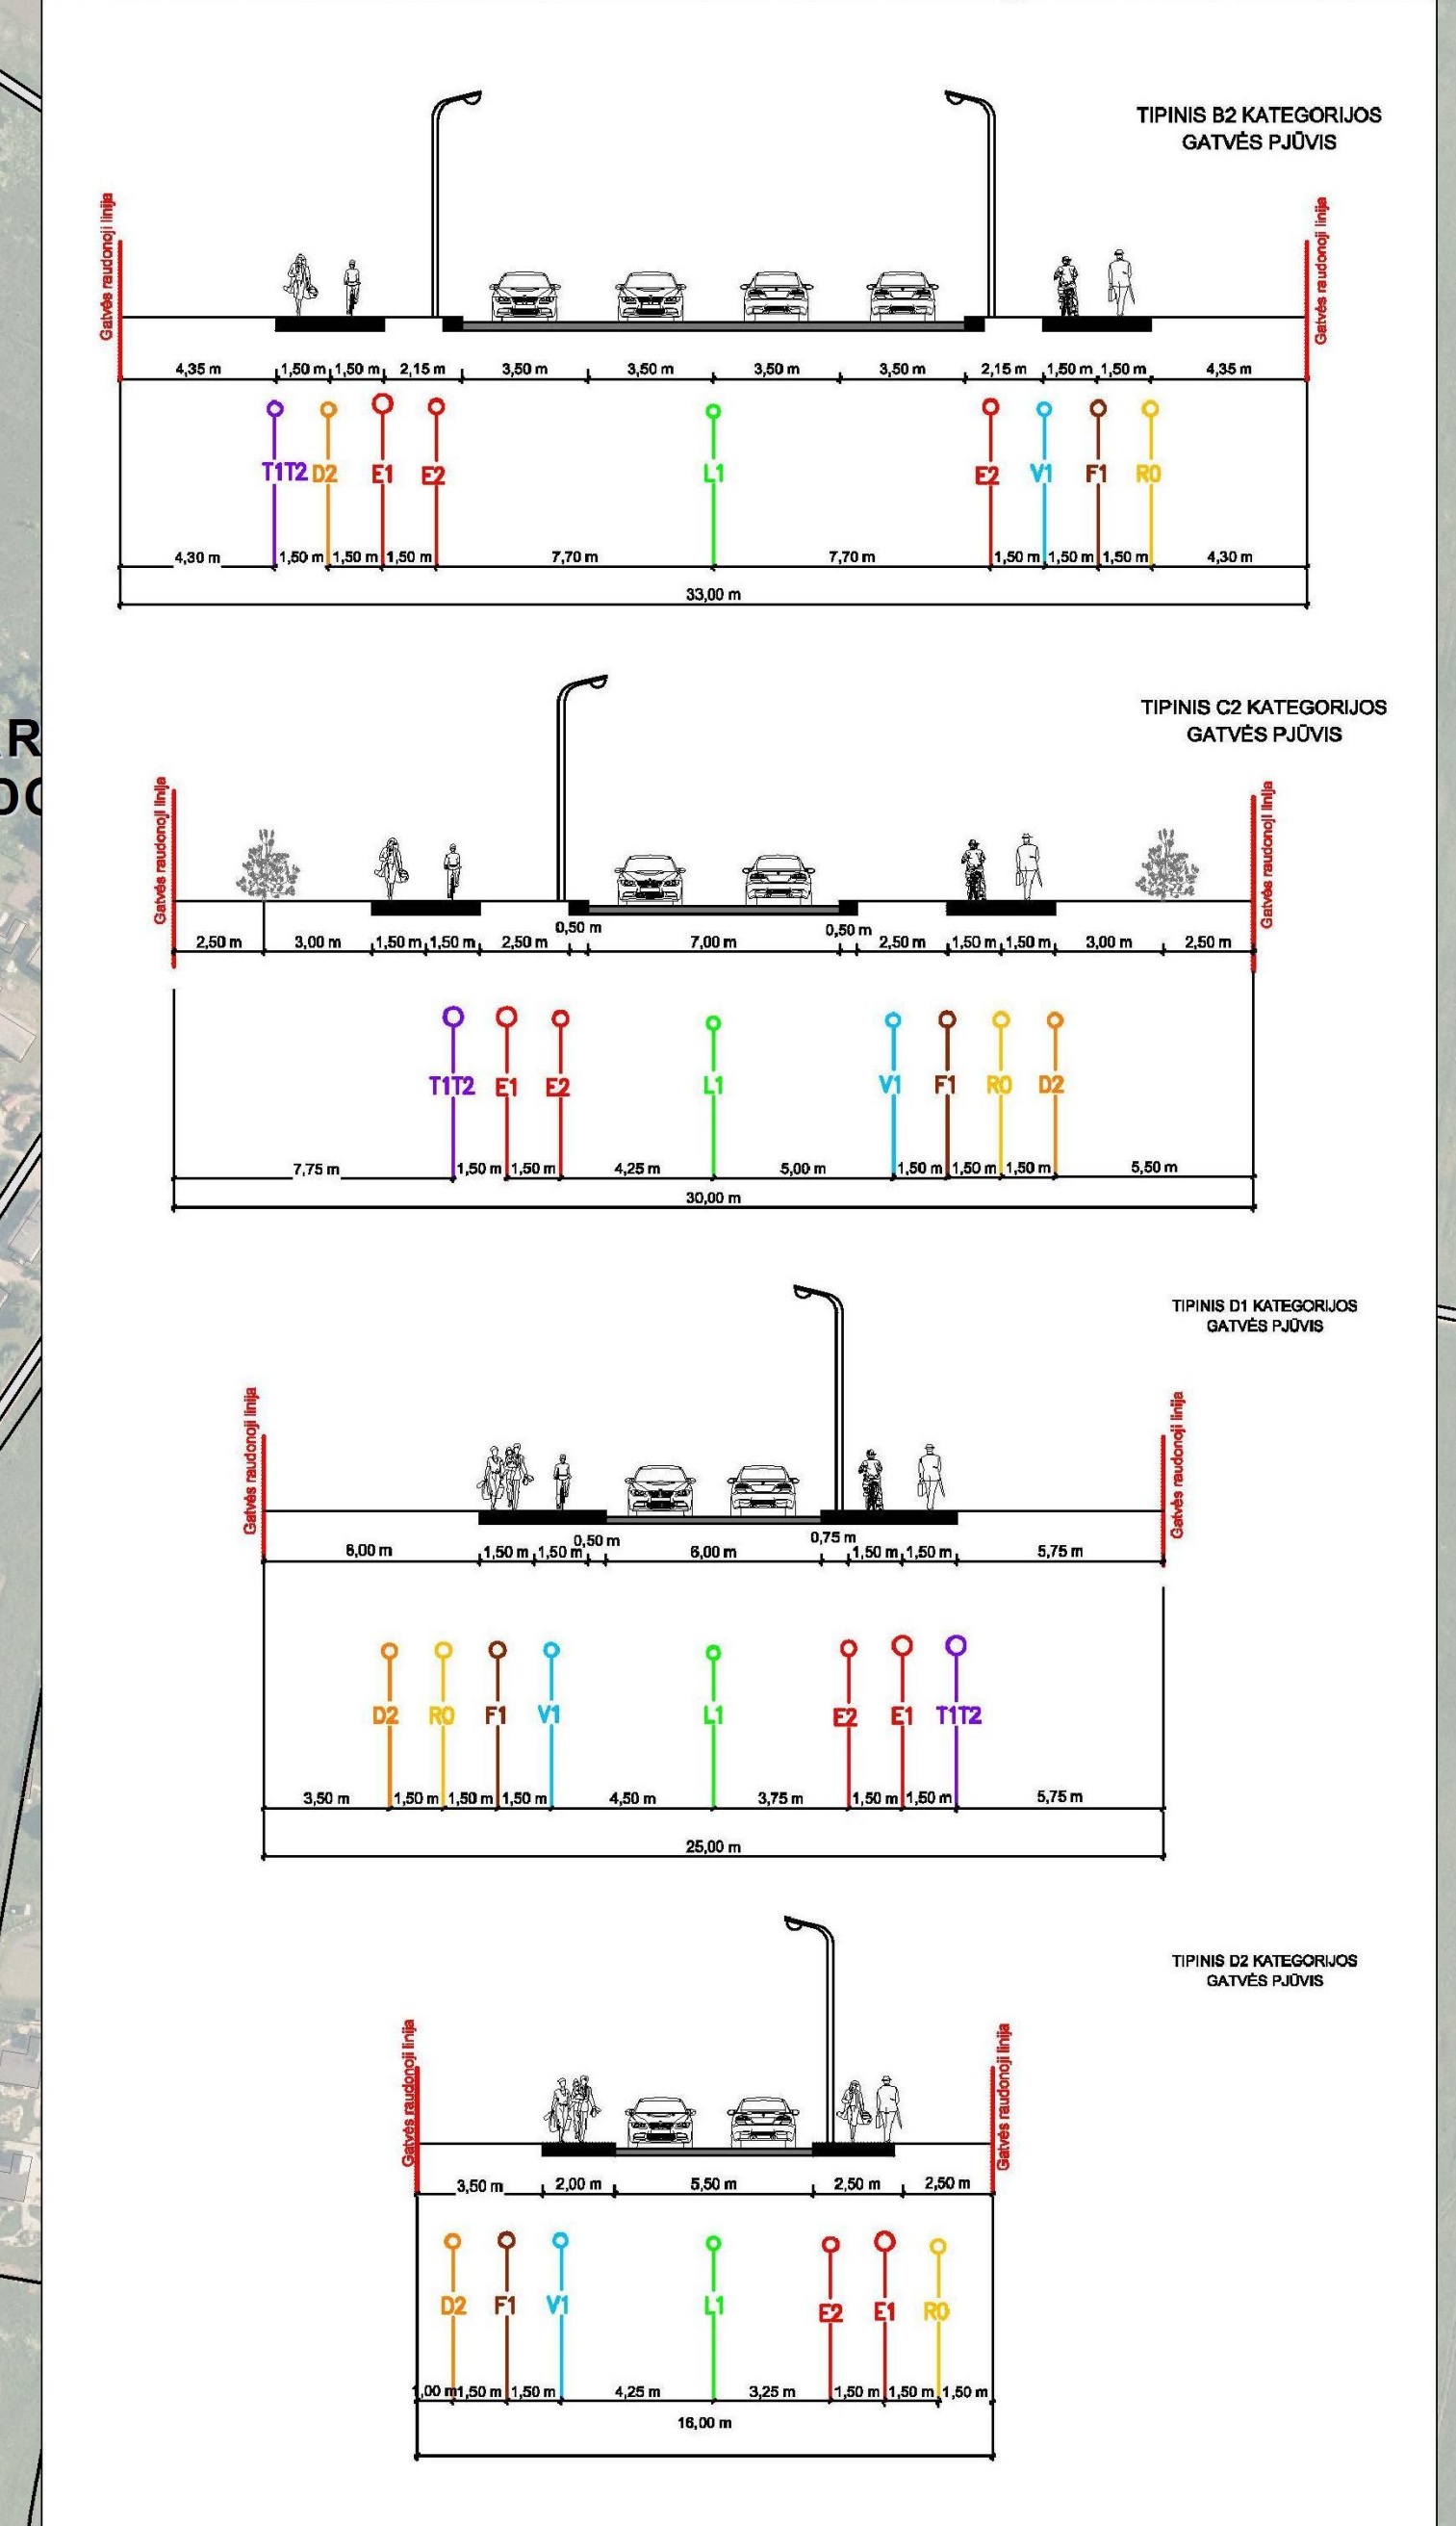 TIPINIS B2 KATEGORIJOS
GATVĖS PJŪVIS
Gatvės raudonoji linija
Gatvės raudonoji linija
4,35 m 1,50 m 1,50 m 2,15 m 3,50 m 3,50 m 3,50 m 3,50 m 2,15 m 1,50 m 1,50 m 4,35 m
T1T2 D2 E1 E2 L1 E2 V1 F1 RO
4,30 m 1,50 m 1,50 m 1,50 m 7,70 m 7,70 m 1,50 m 1,50 m 1,50 m 4,30 m
33,00 m
R
TIPINIS C2 KATEGORIJOS
GATVĖS PJŪVIS
Gatvės raudonoji linija
Gatvės raudonoji linija
0,50 m 0,50 m
2,50 m 3,00 m 1,50 m 1,50 m 2,50 m 7,00 m 2,50 m 1,50 m 1,50 m 3,00 m 2,50 m
T1T2 E1 E2 L1 V1 F1 RO D2
7,75 m 1,50 m 1,50 m 4,25 m 5,00 m 1,50 m 1,50 m 1,50 m 5,50 m
30,00 m
TIPINIS D1 KATEGORIJOS
GATVĖS PJŪVIS
Gatvės raudonoji linija
Gatvės raudonoji linija
0,50 m 0,75 m
6,00 m 1,50 m 1,50 m 6,00 m 1,50 m 1,50 m 5,75 m
D2 RO F1 V1 L1 E2 E1 T1T2
3,50 m 1,50 m 1,50 m 1,50 m 4,50 m 3,75 m 1,50 m 1,50 m 5,75 m
25,00 m
TIPINIS D2 KATEGORIJOS
GATVĖS PJŪVIS
Gatvės raudonoji linija
Gatvės raudonoji linija
3,50 m 2,00 m 5,50 m 2,50 m 2,50 m
D2 F1 V1 L1 E2 E1 RO
1,00 m 1,50 m 1,50 m 4,25 m 3,25 m 1,50 m 1,50 m 1,50 m
16,00 m